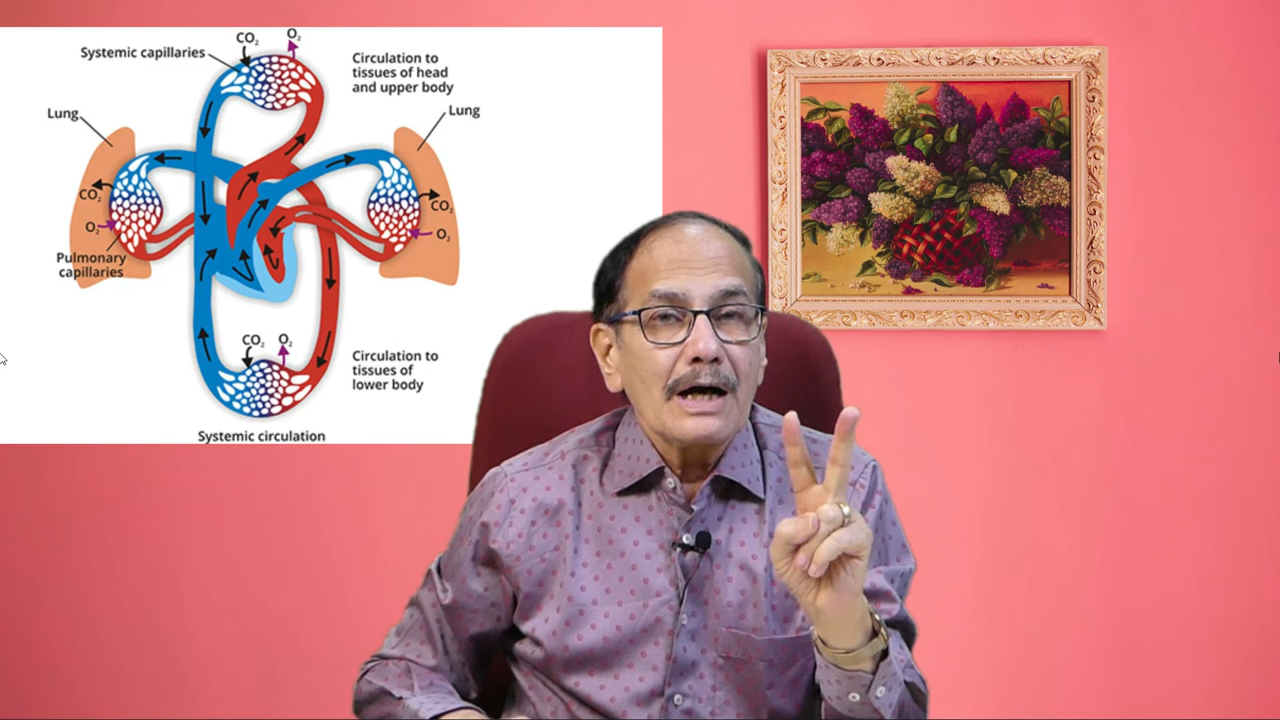 CO₂
O₂
Systemic capillaries
Circulation to
tissues of head
and upper body
Lung
Lung
CO₂
CO₂
O₂
O₂
Pulmonary
capillaries
CO₂
O₂
Circulation to
tissues of
lower body
Systemic circulation